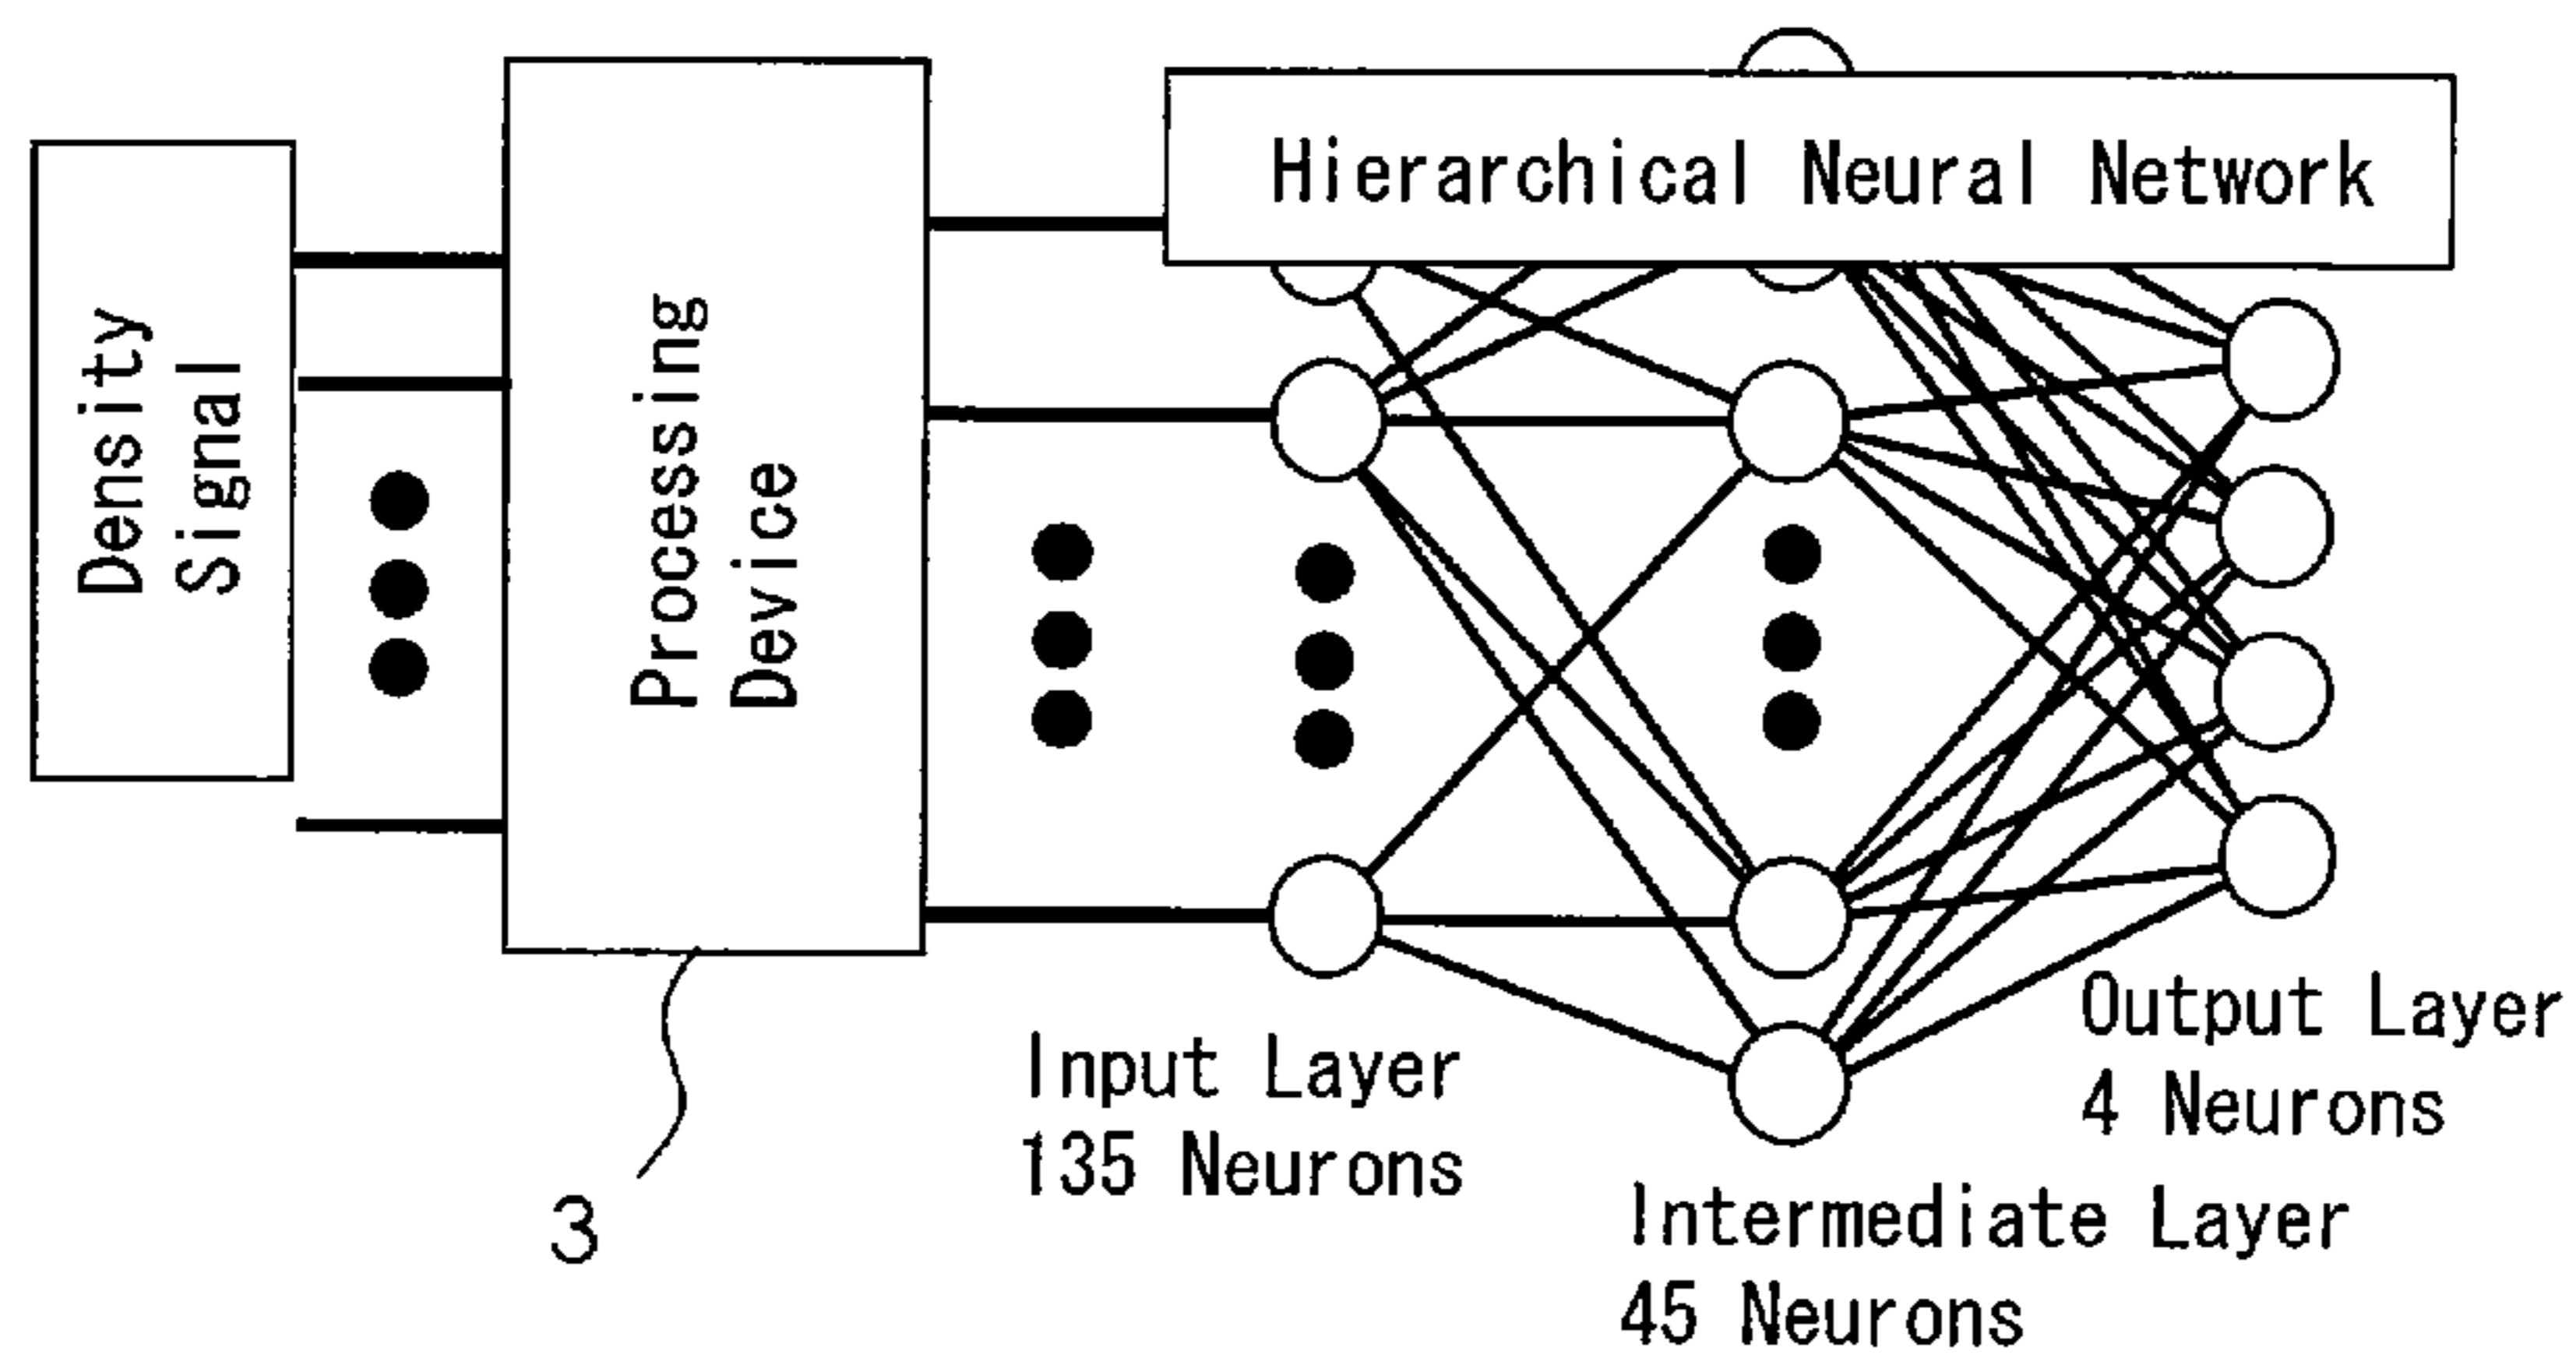 Density
Signal
Processing
Device
3
Hierarchical Neural Network
Input Layer
135 Neurons
Intermediate Layer
45 Neurons
Output Layer
4 Neurons